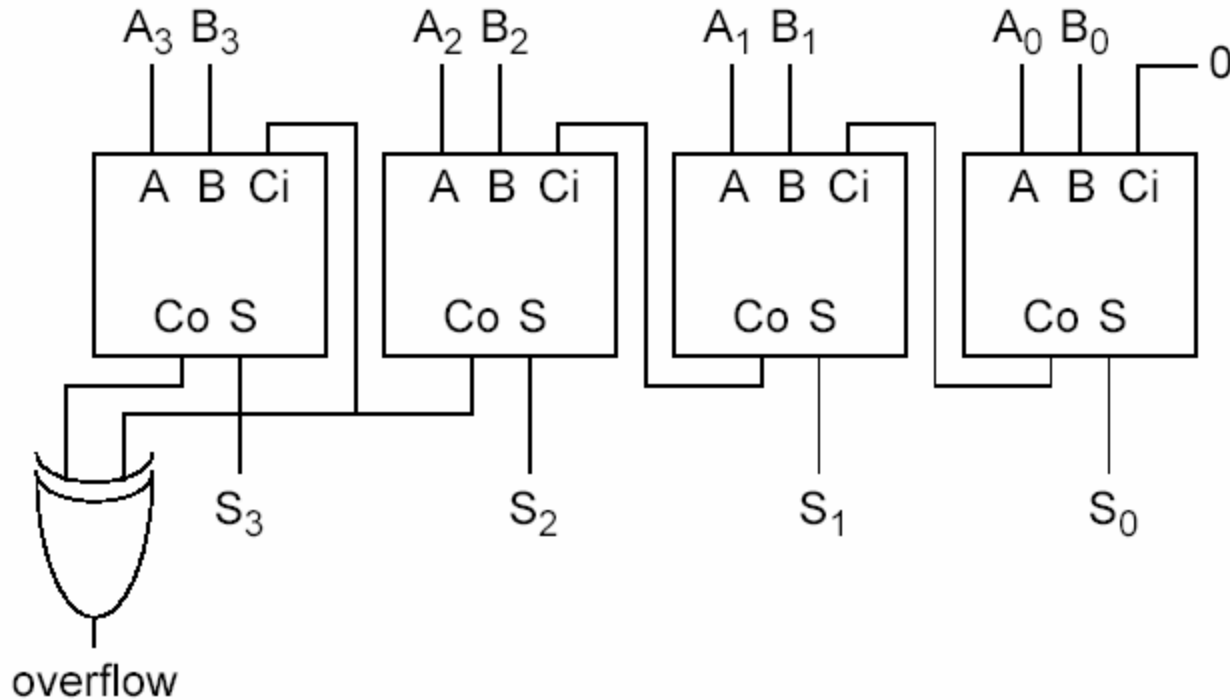 A3 B3 A2 B2 A1 B1 A0 B0 0
A B Ci A B Ci A B Ci A B Ci
Co S Co S Co S Co S
S3 S2 S1 S0
overflow